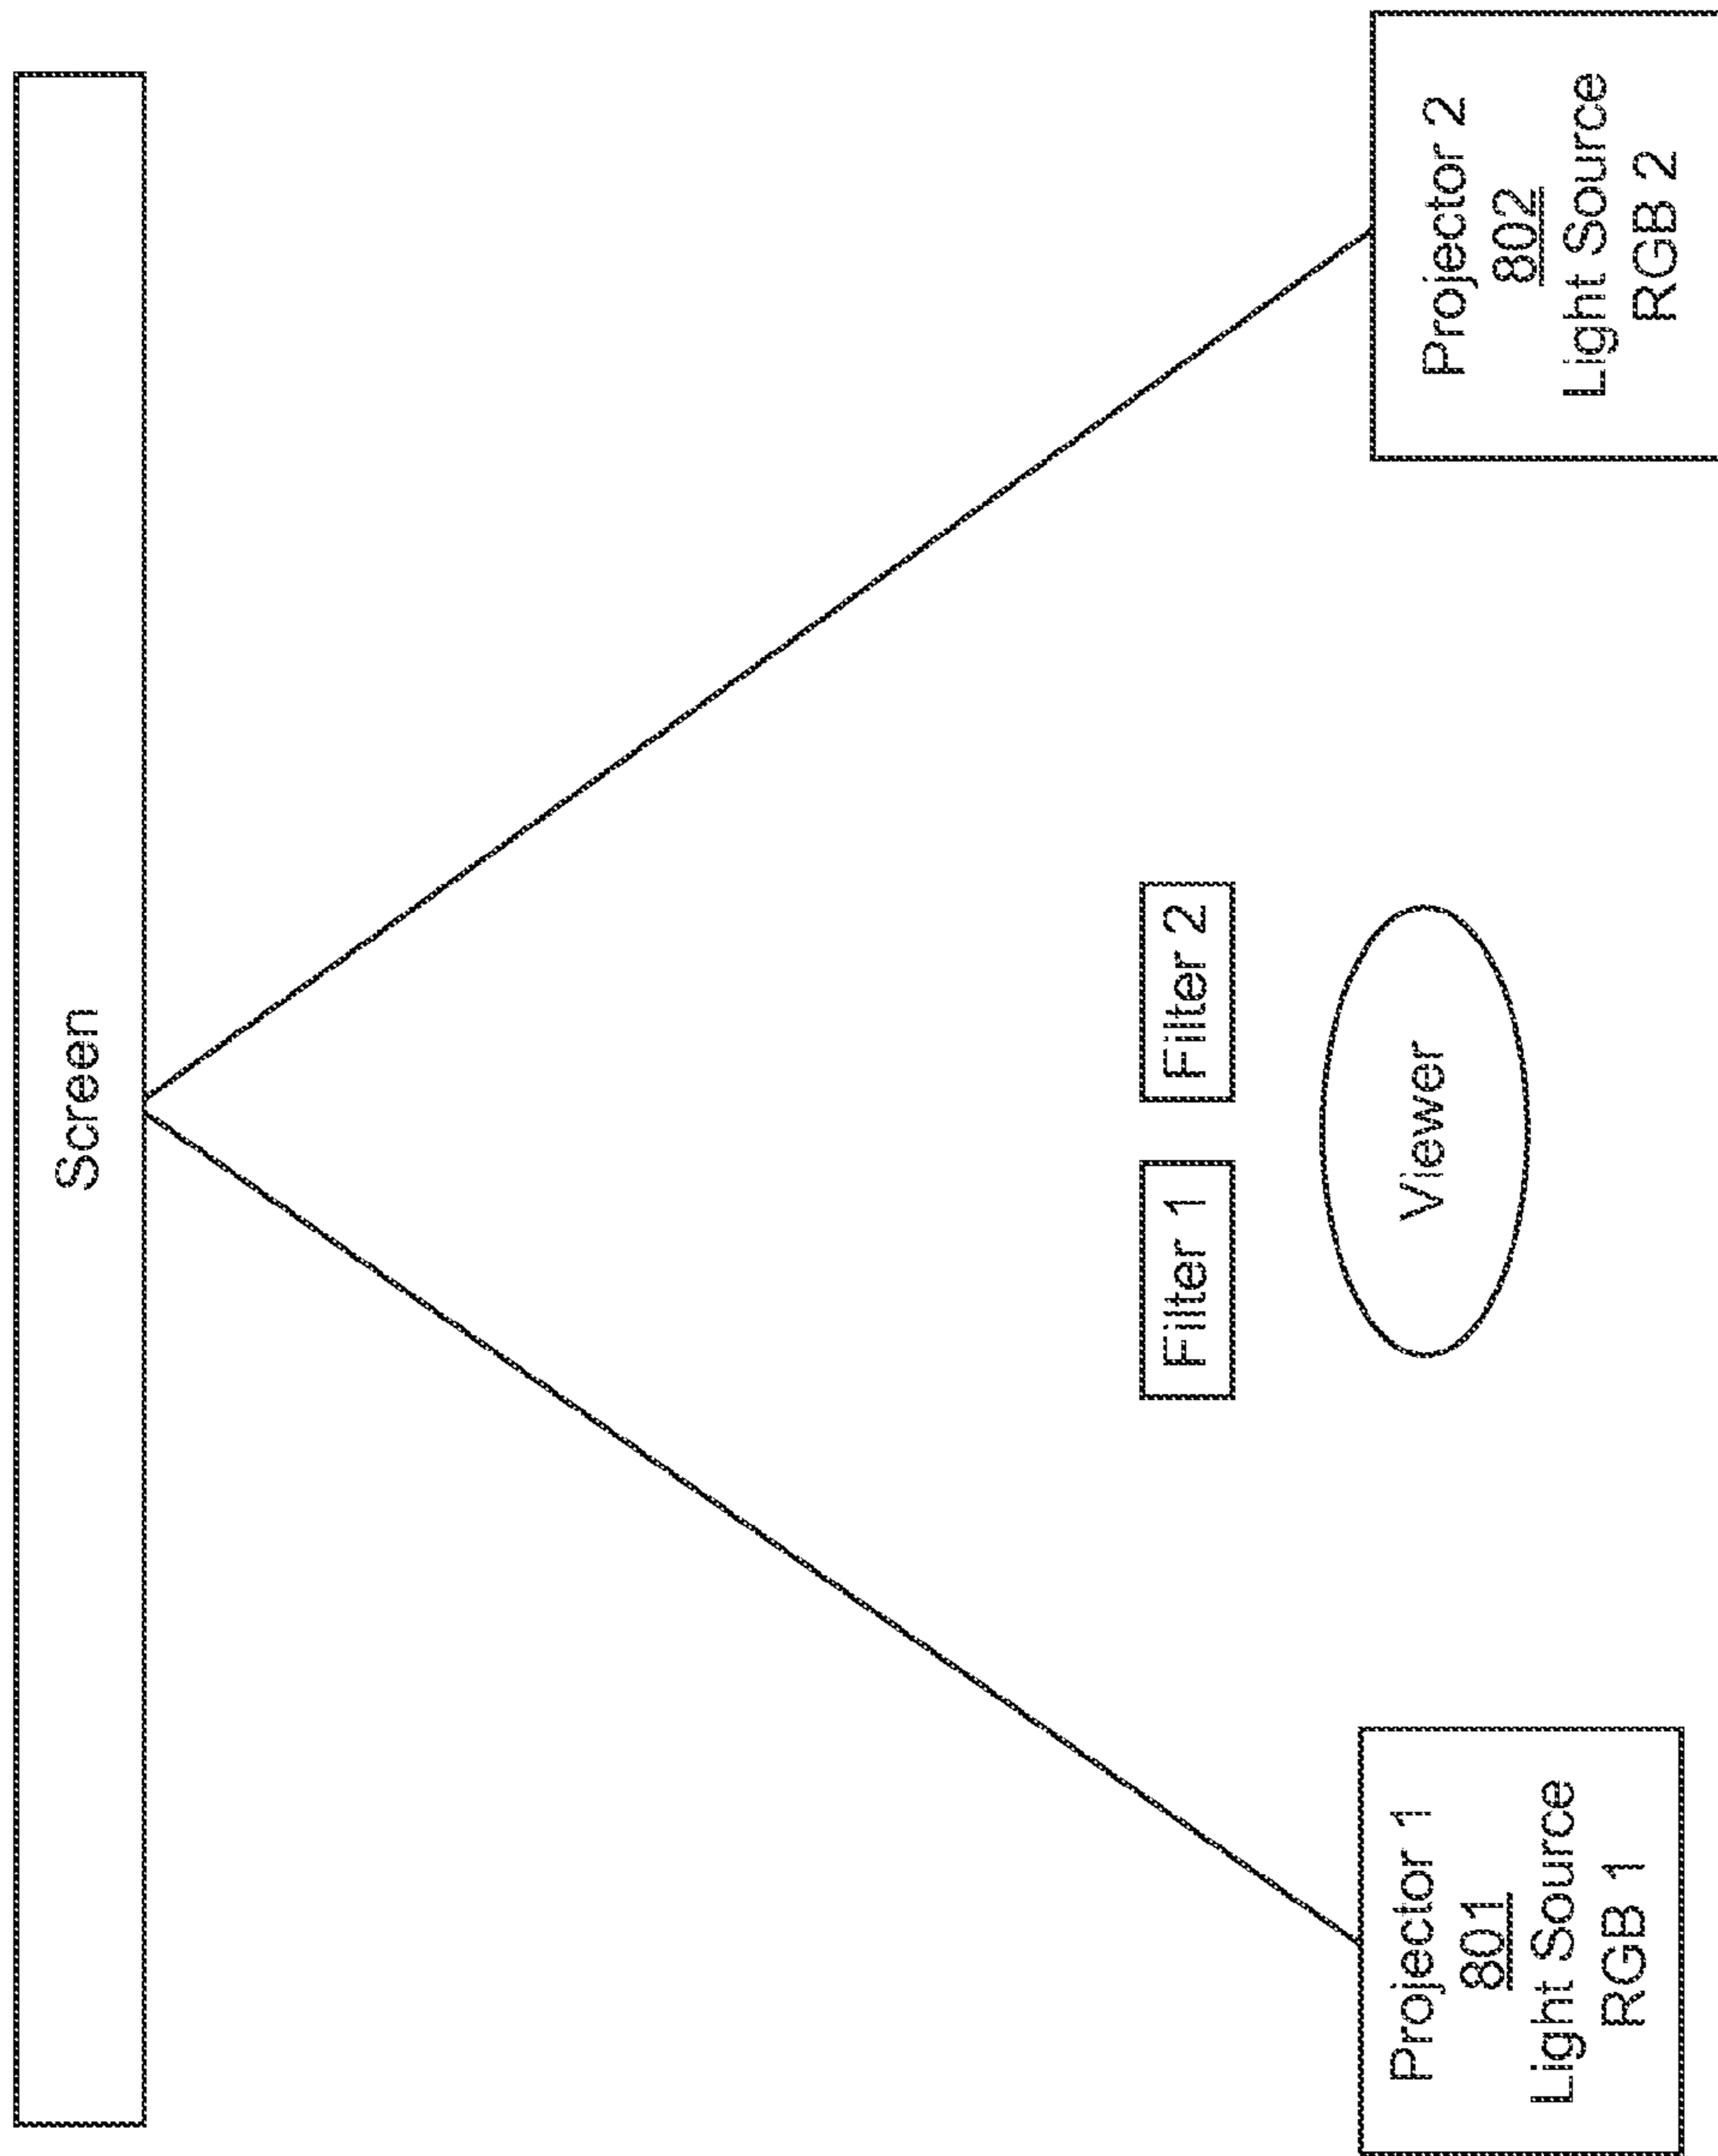 Screen
Filter 1
Filter 2
Viewer
Projector 1
801
Light Source
RGB 1
Projector 2
802
Light Source
RGB 2